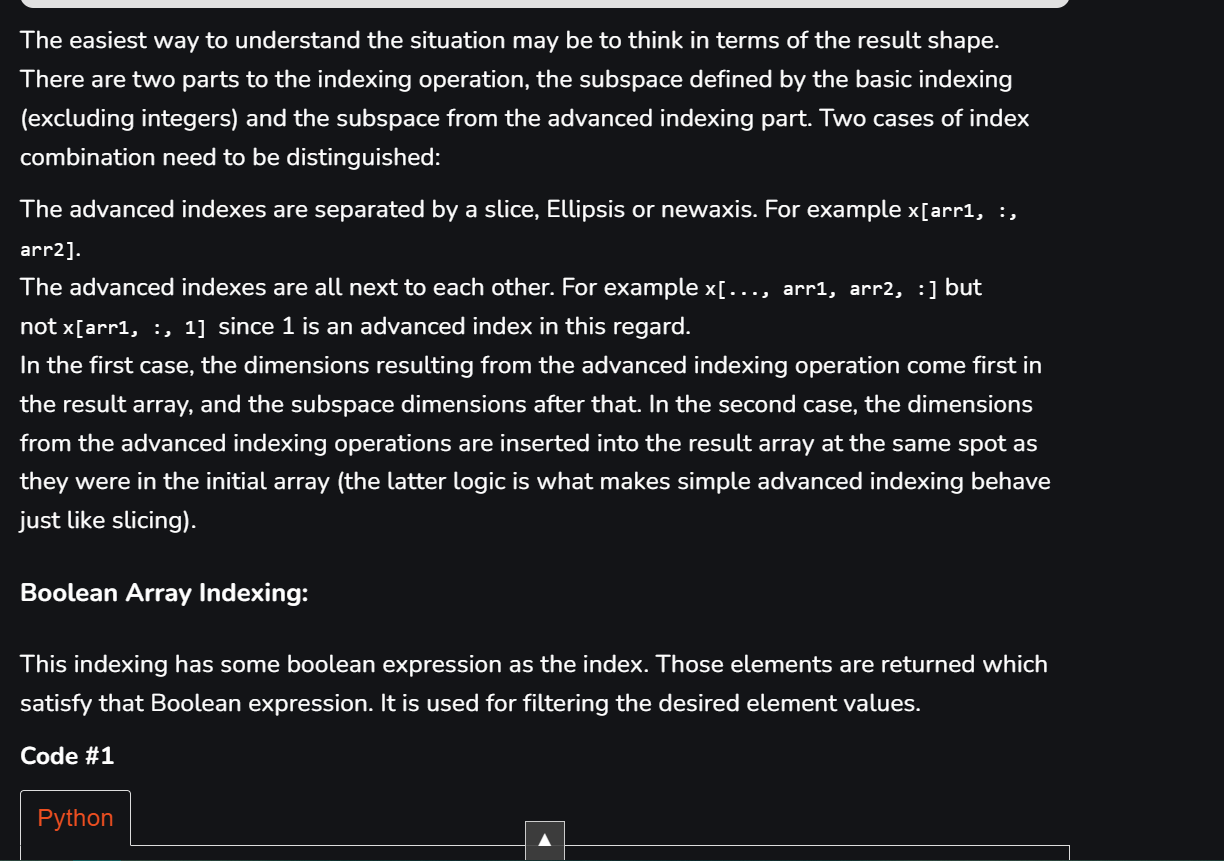 The easiest way to understand the situation may be to think in terms of the result shape.
There are two parts to the indexing operation, the subspace defined by the basic indexing
(excluding integers) and the subspace from the advanced indexing part. Two cases of index
combination need to be distinguished:
The advanced indexes are separated by a slice, Ellipsis or newaxis. For example x[arr1, :,
arr2].
The advanced indexes are all next to each other. For example x[..., arr1, arr2, :] but
not x[arr1, :, 1] since 1 is an advanced index in this regard.
In the first case, the dimensions resulting from the advanced indexing operation come first in
the result array, and the subspace dimensions after that. In the second case, the dimensions
from the advanced indexing operations are inserted into the result array at the same spot as
they were in the initial array (the latter logic is what makes simple advanced indexing behave
just like slicing).
Boolean Array Indexing:
This indexing has some boolean expression as the index. Those elements are returned which
satisfy that Boolean expression. It is used for filtering the desired element values.
Code #1
Python